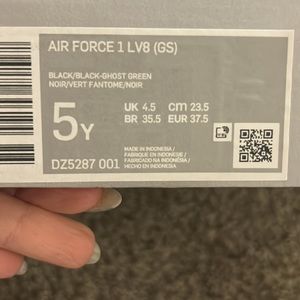 AIR FORCE 1 LV8 (GS)
BLACK/BLACK-GHOST GREEN
NOIR/VERT FANTOME/NOIR
5Y
UK 4.5 cm 23.5
BR 35.5 EUR 37.5
DZ5287 001
MADE IN INDONESIA /
FABRIQUE EN INDONESIE /
FABRICADO NA INDONÉSIA /
HECHO EN INDONESIA